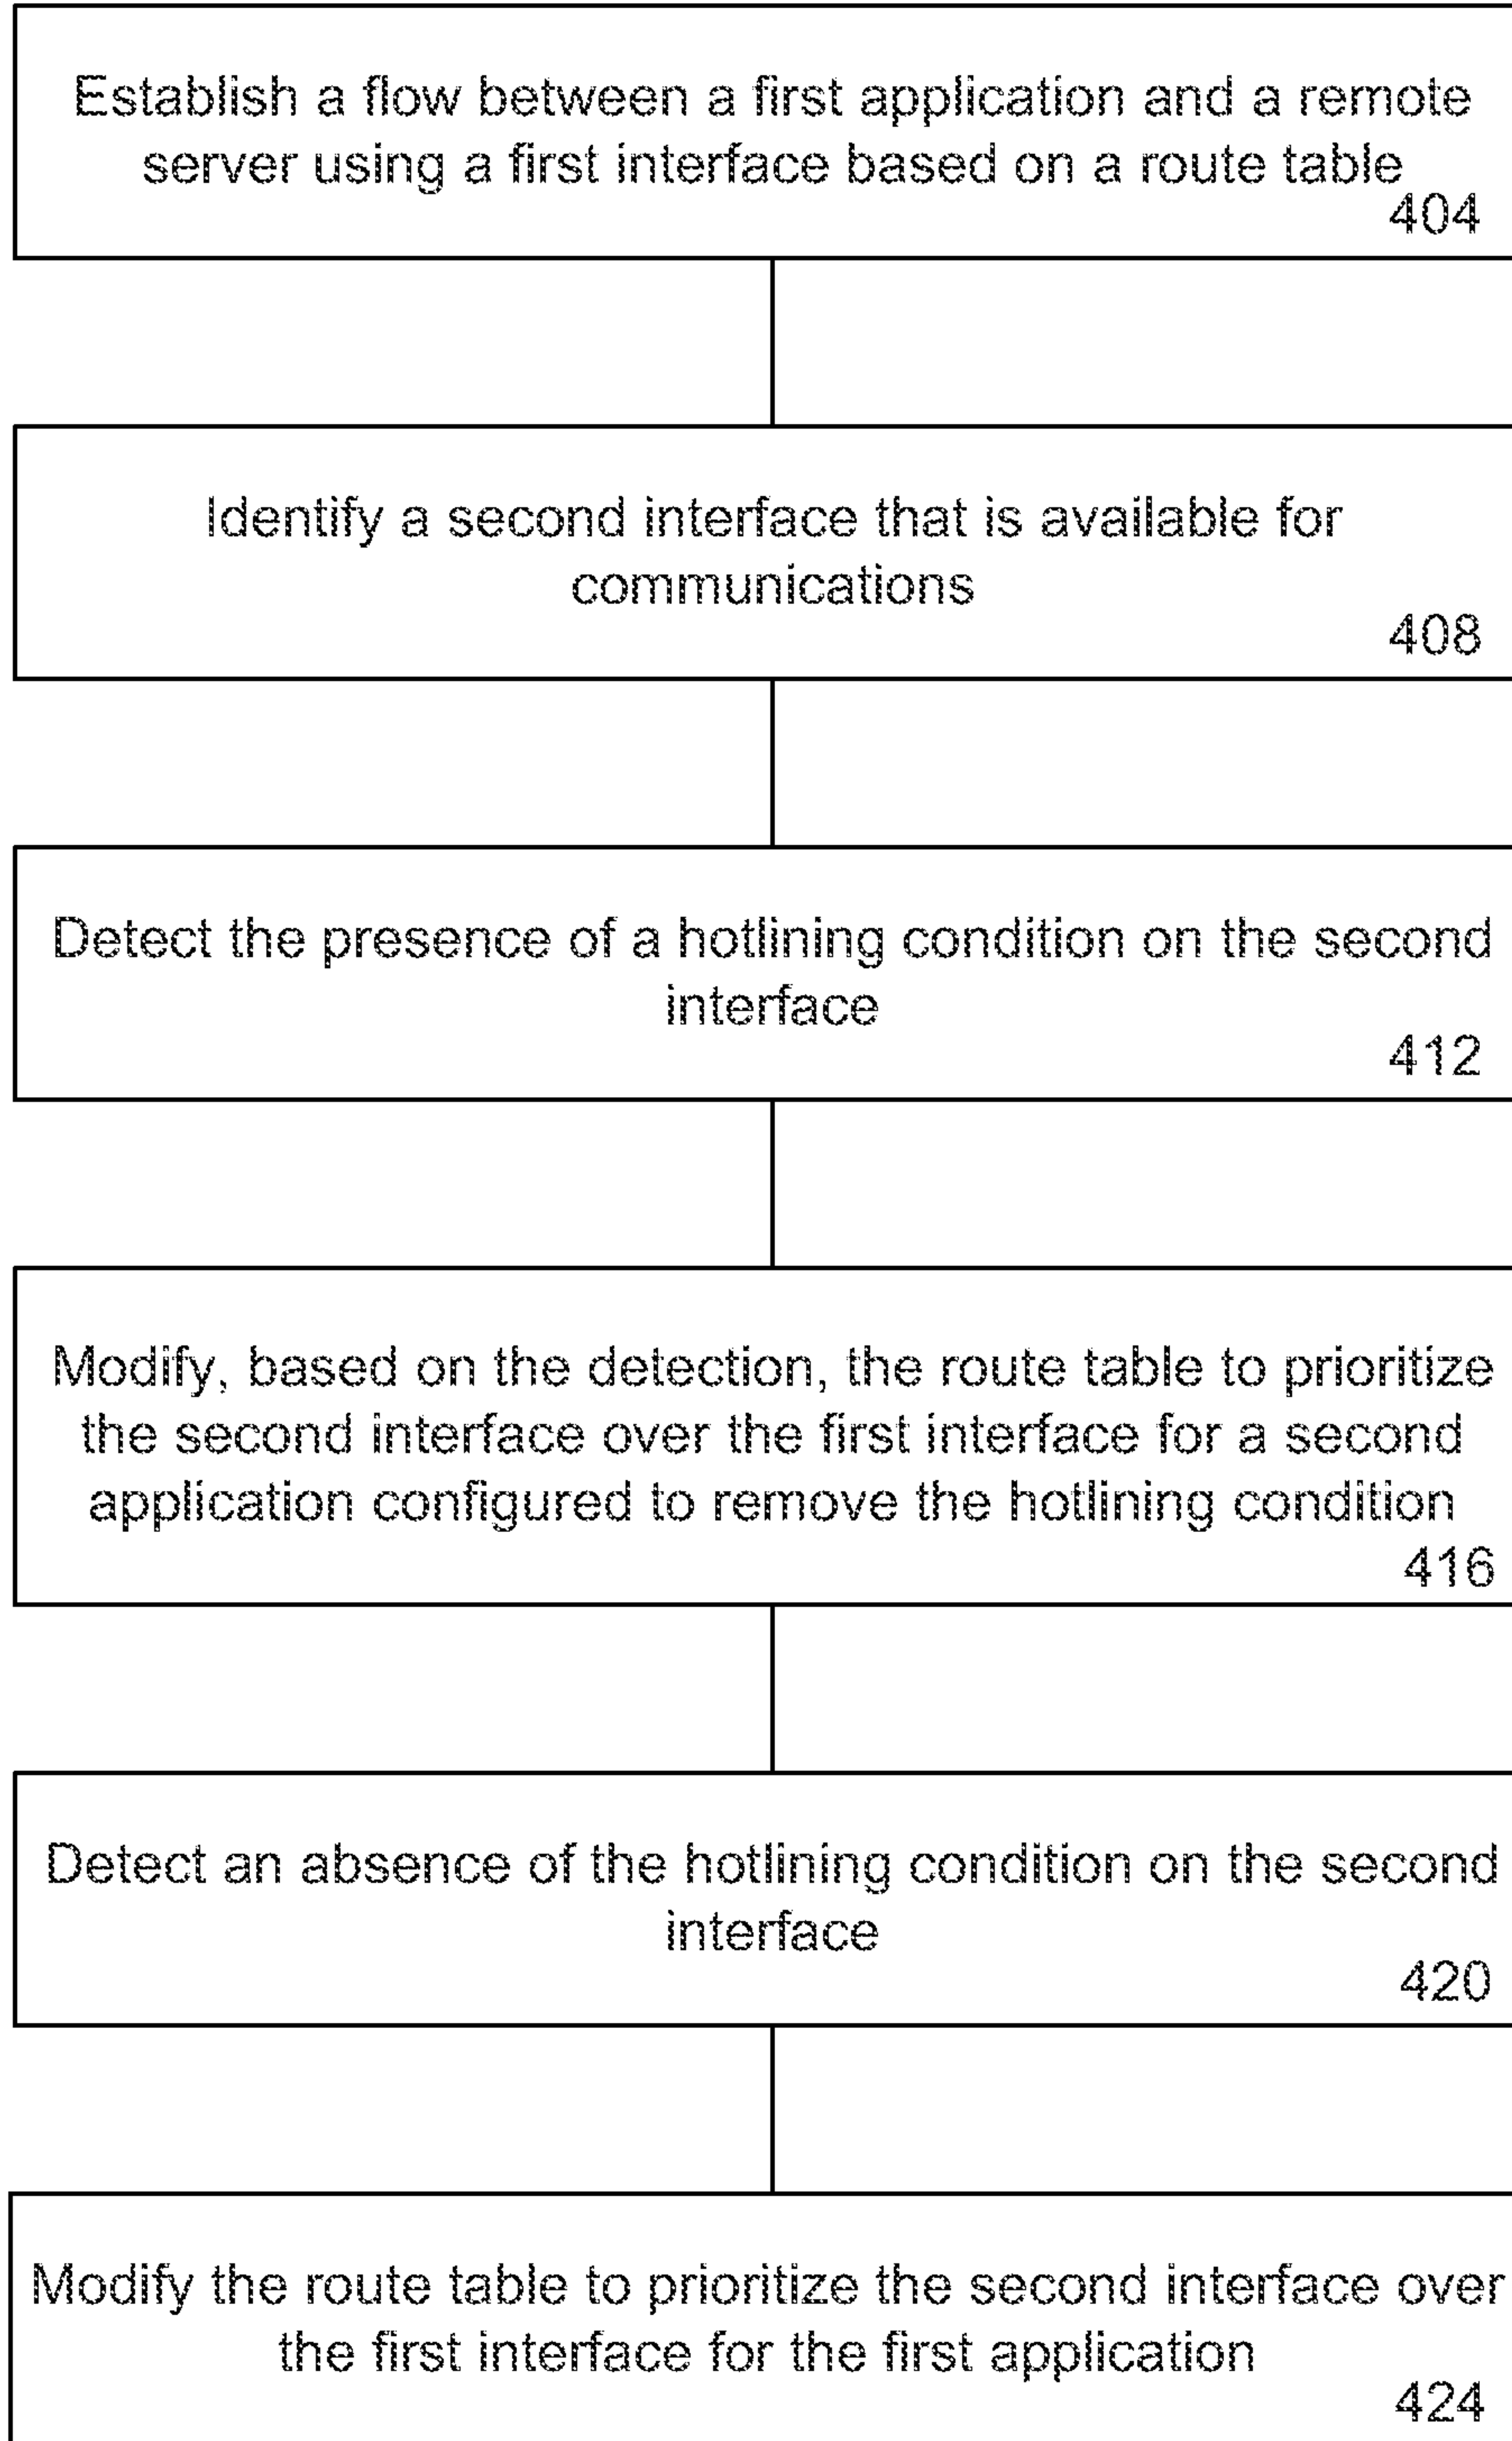 Establish a flow between a first application and a remote
server using a first interface based on a route table
404
Identify a second interface that is available for
communications
408
Detect the presence of a hotlining condition on the second
interface
412
Modify, based on the detection, the route table to prioritize
the second interface over the first interface for a second
application configured to remove the hotlining condition
416
Detect an absence of the hotlining condition on the second
interface
420
Modify the route table to prioritize the second interface over
the first interface for the first application
424